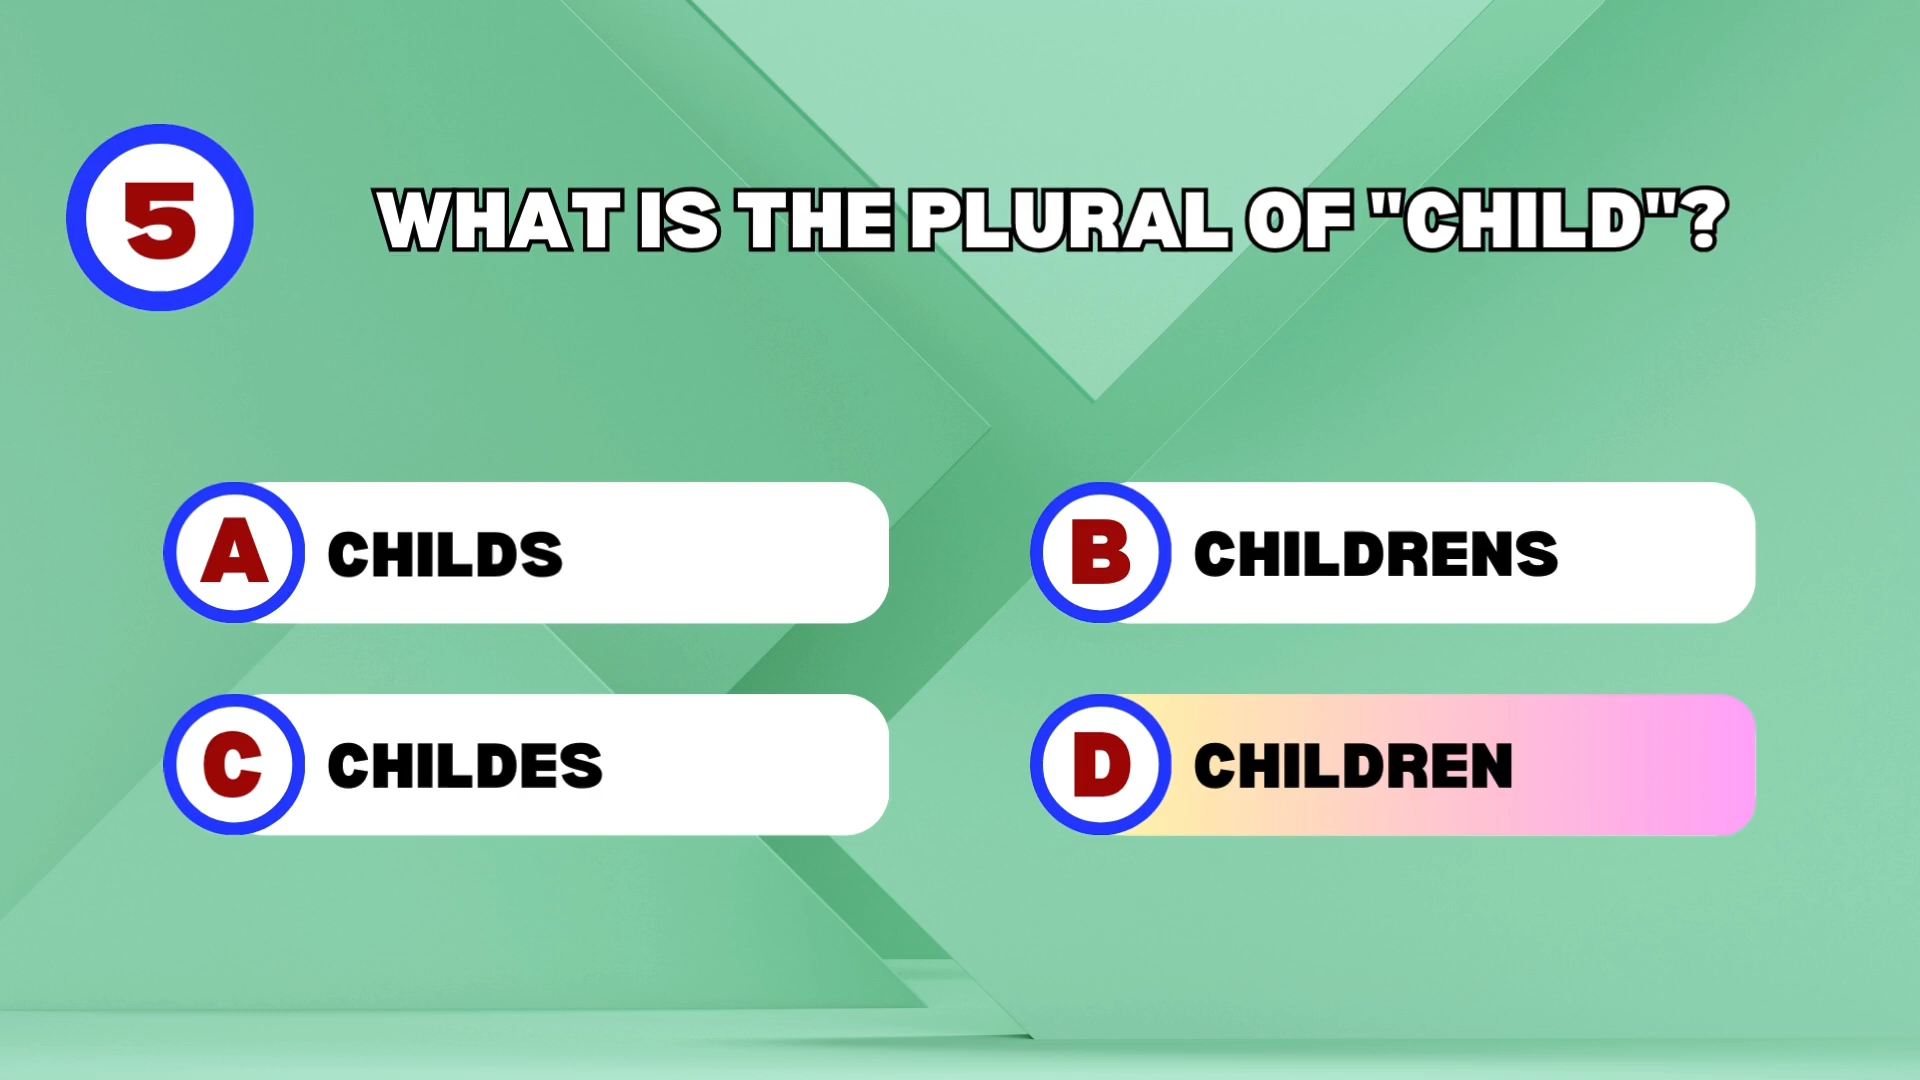 5
WHAT IS THE PLURAL OF "CHILD"?
A CHILDS
B CHILDRENS
C CHILDES
D CHILDREN